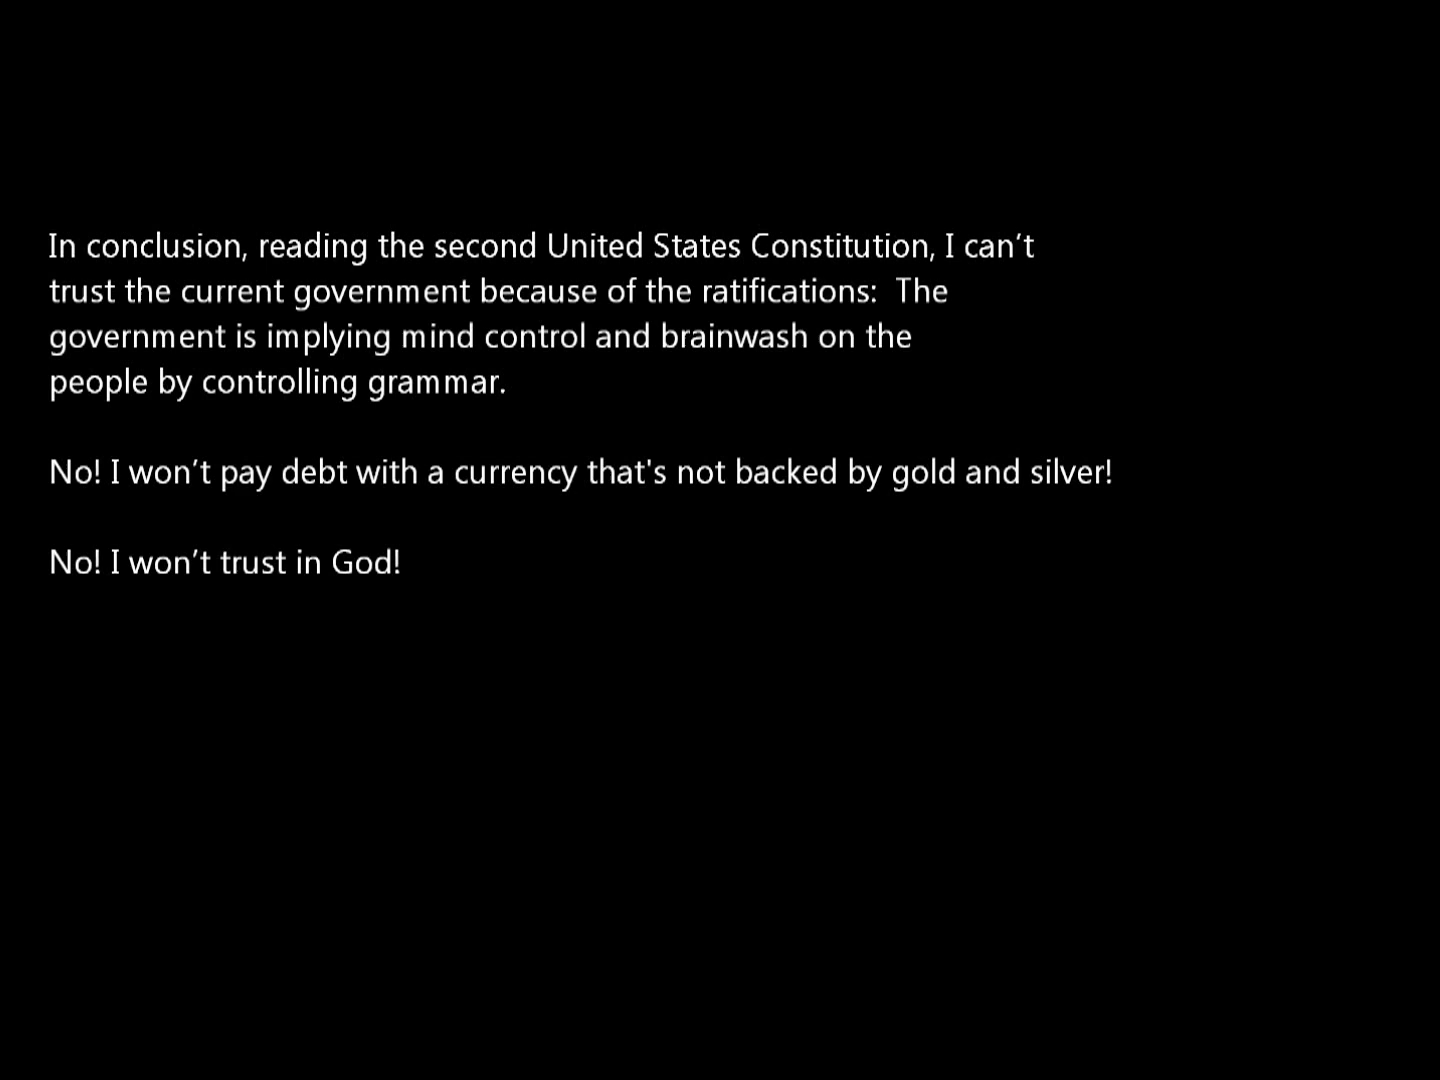 In conclusion, reading the second United States Constitution, I can’t
trust the current government because of the ratifications:  The
government is implying mind control and brainwash on the
people by controlling grammar.
No! I won’t pay debt with a currency that's not backed by gold and silver!
No! I won’t trust in God!